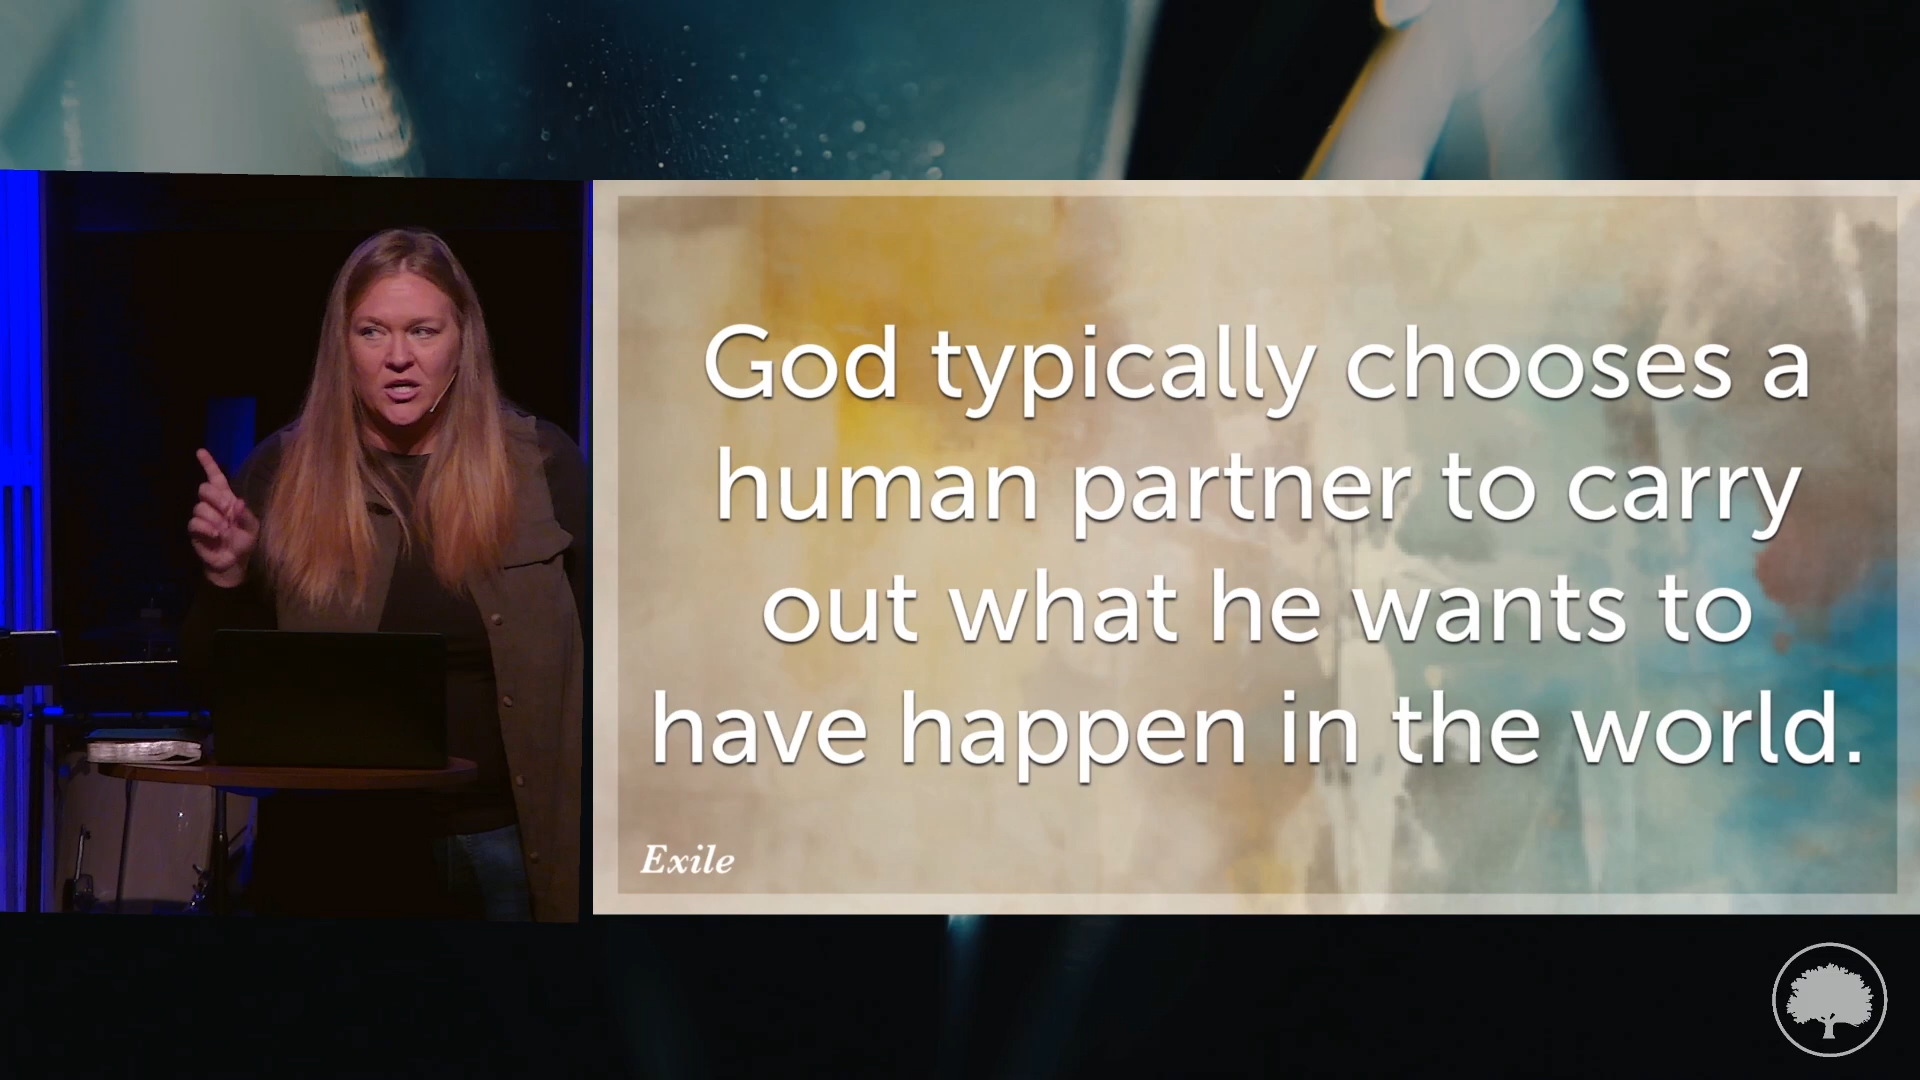 God typically chooses a
human partner to carry
out what he wants to
have happen in the world.
Exile